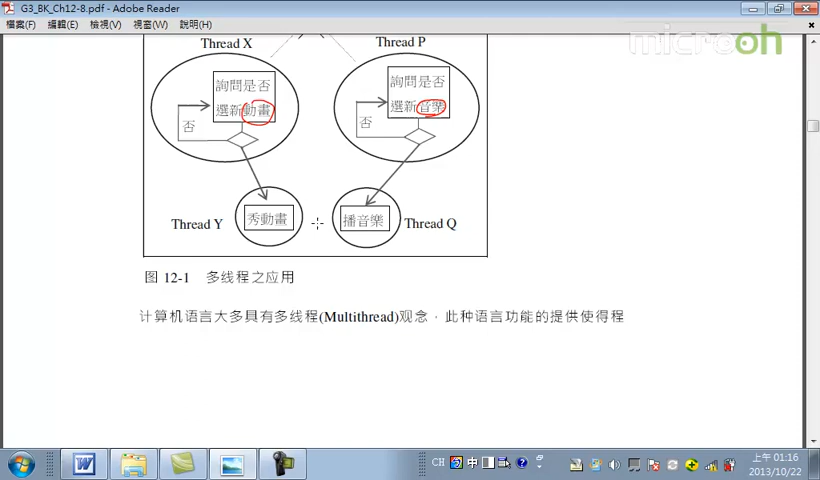 G3_BK_Ch12-8.pdf - Adobe Reader
檔案(F) 編輯(E) 檢視(V) 視窗(W) 說明(H)
microoh
Thread X
Thread P
詢問是否
選新動畫
否
詢問是否
選新音樂
否
Thread Y
秀動畫
播音樂
Thread Q
图 12-1 多线程之应用
计算机语言大多具有多线程(Multithread)观念，此种语言功能的提供使得程
CH 中
上午 01:16
2013/10/22